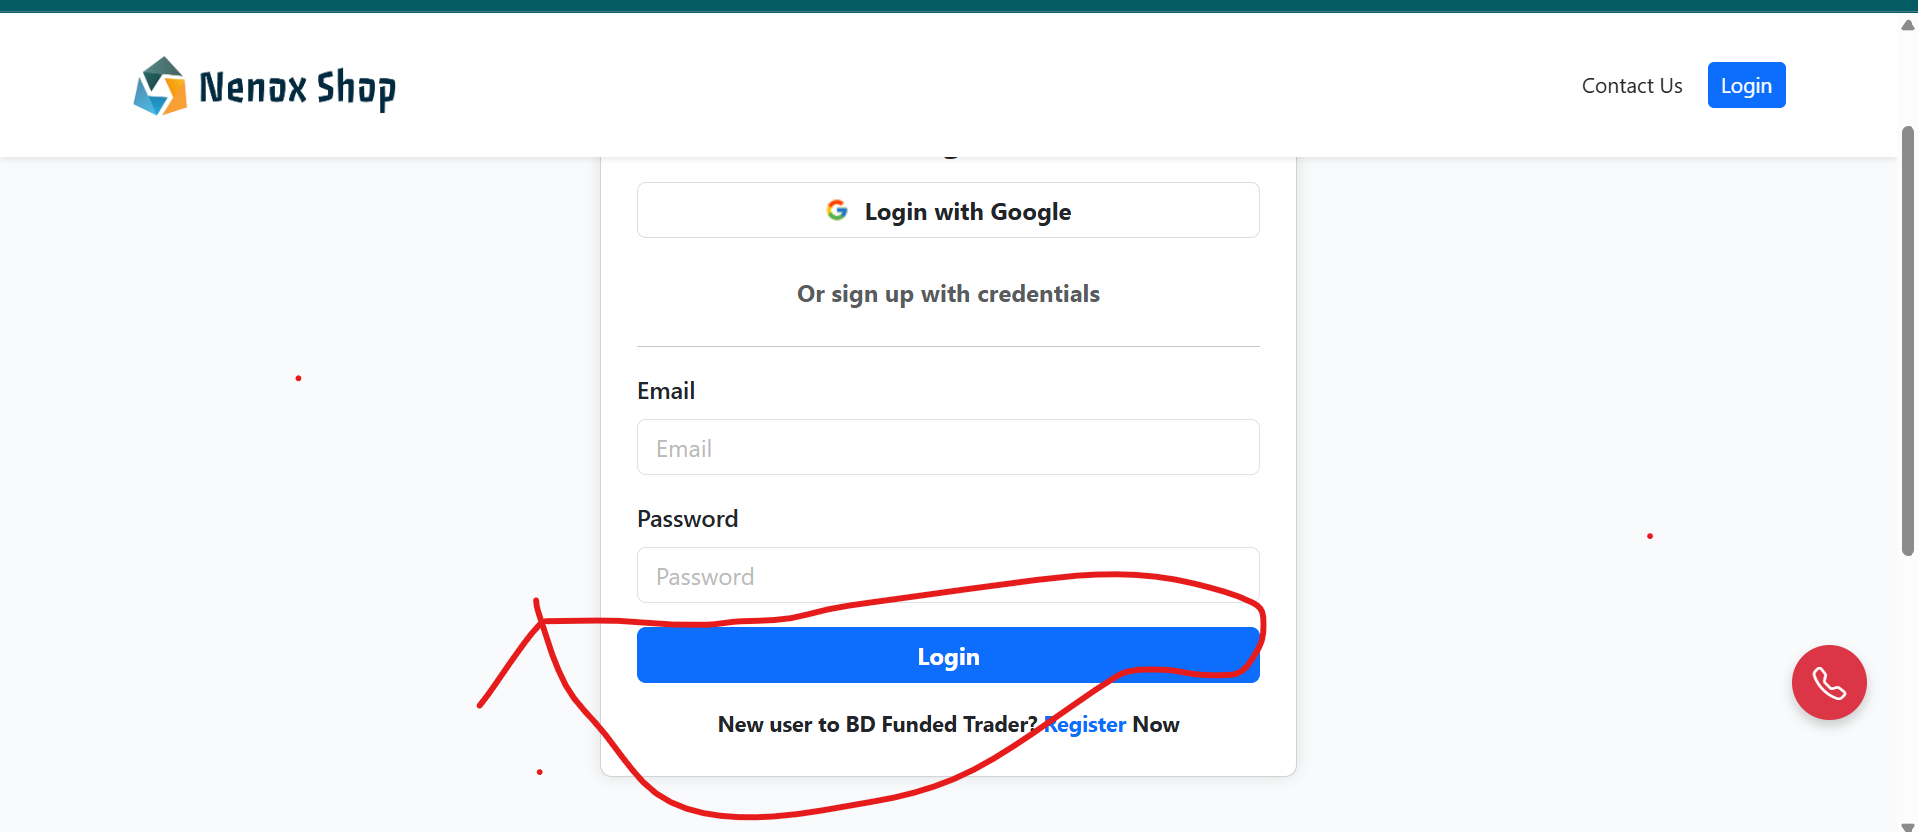 Nenox Shop
Contact Us
Login
Login with Google
Or sign up with credentials
Email
Email
Password
Password
Login
New user to BD Funded Trader? Register Now